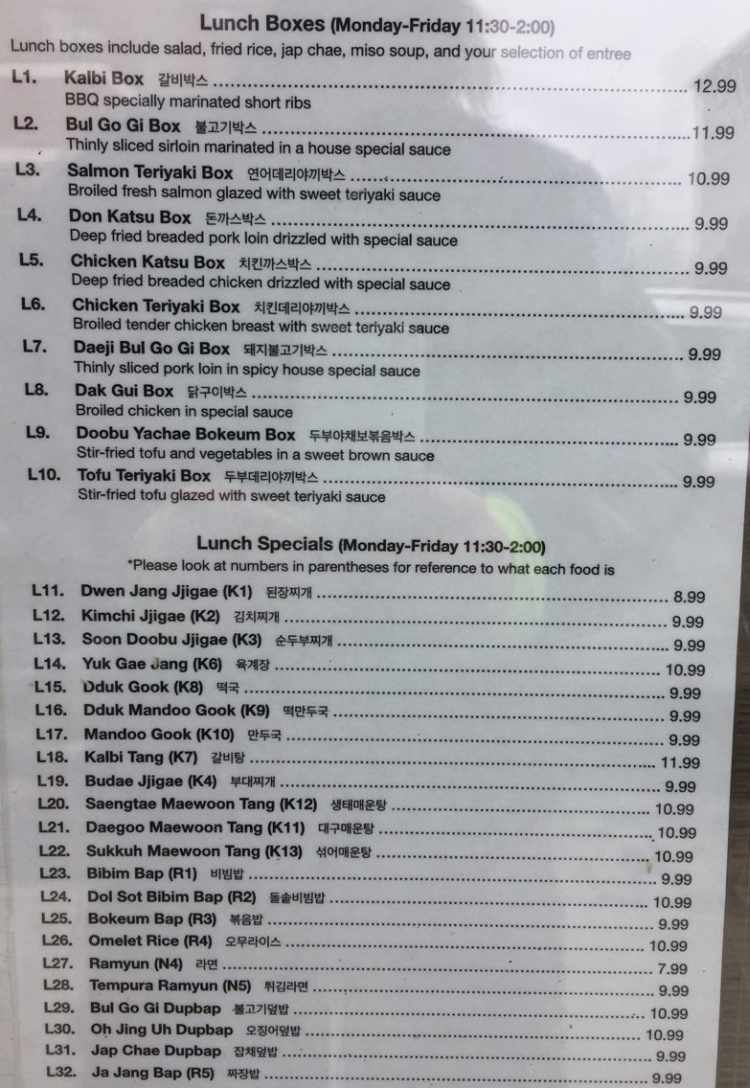 Lunch Boxes (Monday-Friday 11:30-2:00)
Lunch boxes include salad, fried rice, jap chae, miso soup, and your selection of entree
L1. Kalbi Box 갈비박스 12.99
BBQ specially marinated short ribs
L2. Bul Go Gi Box 불고기박스 11.99
Thinly sliced sirloin marinated in a house special sauce
L3. Salmon Teriyaki Box 연어데리야끼박스 10.99
Broiled fresh salmon glazed with sweet teriyaki sauce
L4. Don Katsu Box 돈까스박스 9.99
Deep fried breaded pork loin drizzled with special sauce
L5. Chicken Katsu Box 치킨까스박스 9.99
Deep fried breaded chicken drizzled with special sauce
L6. Chicken Teriyaki Box 치킨데리야끼박스 9.99
Broiled tender chicken breast with sweet teriyaki sauce
L7. Daeji Bul Go Gi Box 돼지불고기박스 9.99
Thinly sliced pork loin in spicy house special sauce
L8. Dak Gui Box 닭구이박스 9.99
Broiled chicken in special sauce
L9. Doobu Yachae Bokeum Box 두부야채보볶음박스 9.99
Stir-fried tofu and vegetables in a sweet brown sauce
L10. Tofu Teriyaki Box 두부데리야끼박스 9.99
Stir-fried tofu glazed with sweet teriyaki sauce
Lunch Specials (Monday-Friday 11:30-2:00)
*Please look at numbers in parentheses for reference to what each food is
L11. Dwen Jang Jjigae (K1) 된장찌개 8.99
L12. Kimchi Jjigae (K2) 김치찌개 9.99
L13. Soon Doobu Jjigae (K3) 순두부찌개 9.99
L14. Yuk Gae Jang (K6) 육계장 10.99
L15. Dduk Gook (K8) 떡국 9.99
L16. Dduk Mandoo Gook (K9) 떡만두국 9.99
L17. Mandoo Gook (K10) 만두국 9.99
L18. Kalbi Tang (K7) 갈비탕 11.99
L19. Budae Jjigae (K4) 부대찌개 9.99
L20. Saengtae Maewoon Tang (K12) 생태매운탕 10.99
L21. Daegoo Maewoon Tang (K11) 대구매운탕 10.99
L22. Sukkuh Maewoon Tang (K13) 섞어매운탕 10.99
L23. Bibim Bap (R1) 비빔밥 9.99
L24. Dol Sot Bibim Bap (R2) 돌솥비빔밥 10.99
L25. Bokeum Bap (R3) 볶음밥 9.99
L26. Omelet Rice (R4) 오무라이스 10.99
L27. Ramyun (N4) 라면 7.99
L28. Tempura Ramyun (N5) 튀김라면 9.99
L29. Bul Go Gi Dupbap 불고기덮밥 10.99
L30. Oh Jing Uh Dupbap 오징어덮밥 10.99
L31. Jap Chae Dupbap 잡채덮밥 9.99
L32. Ja Jang Bap (R5) 짜장밥 9.99